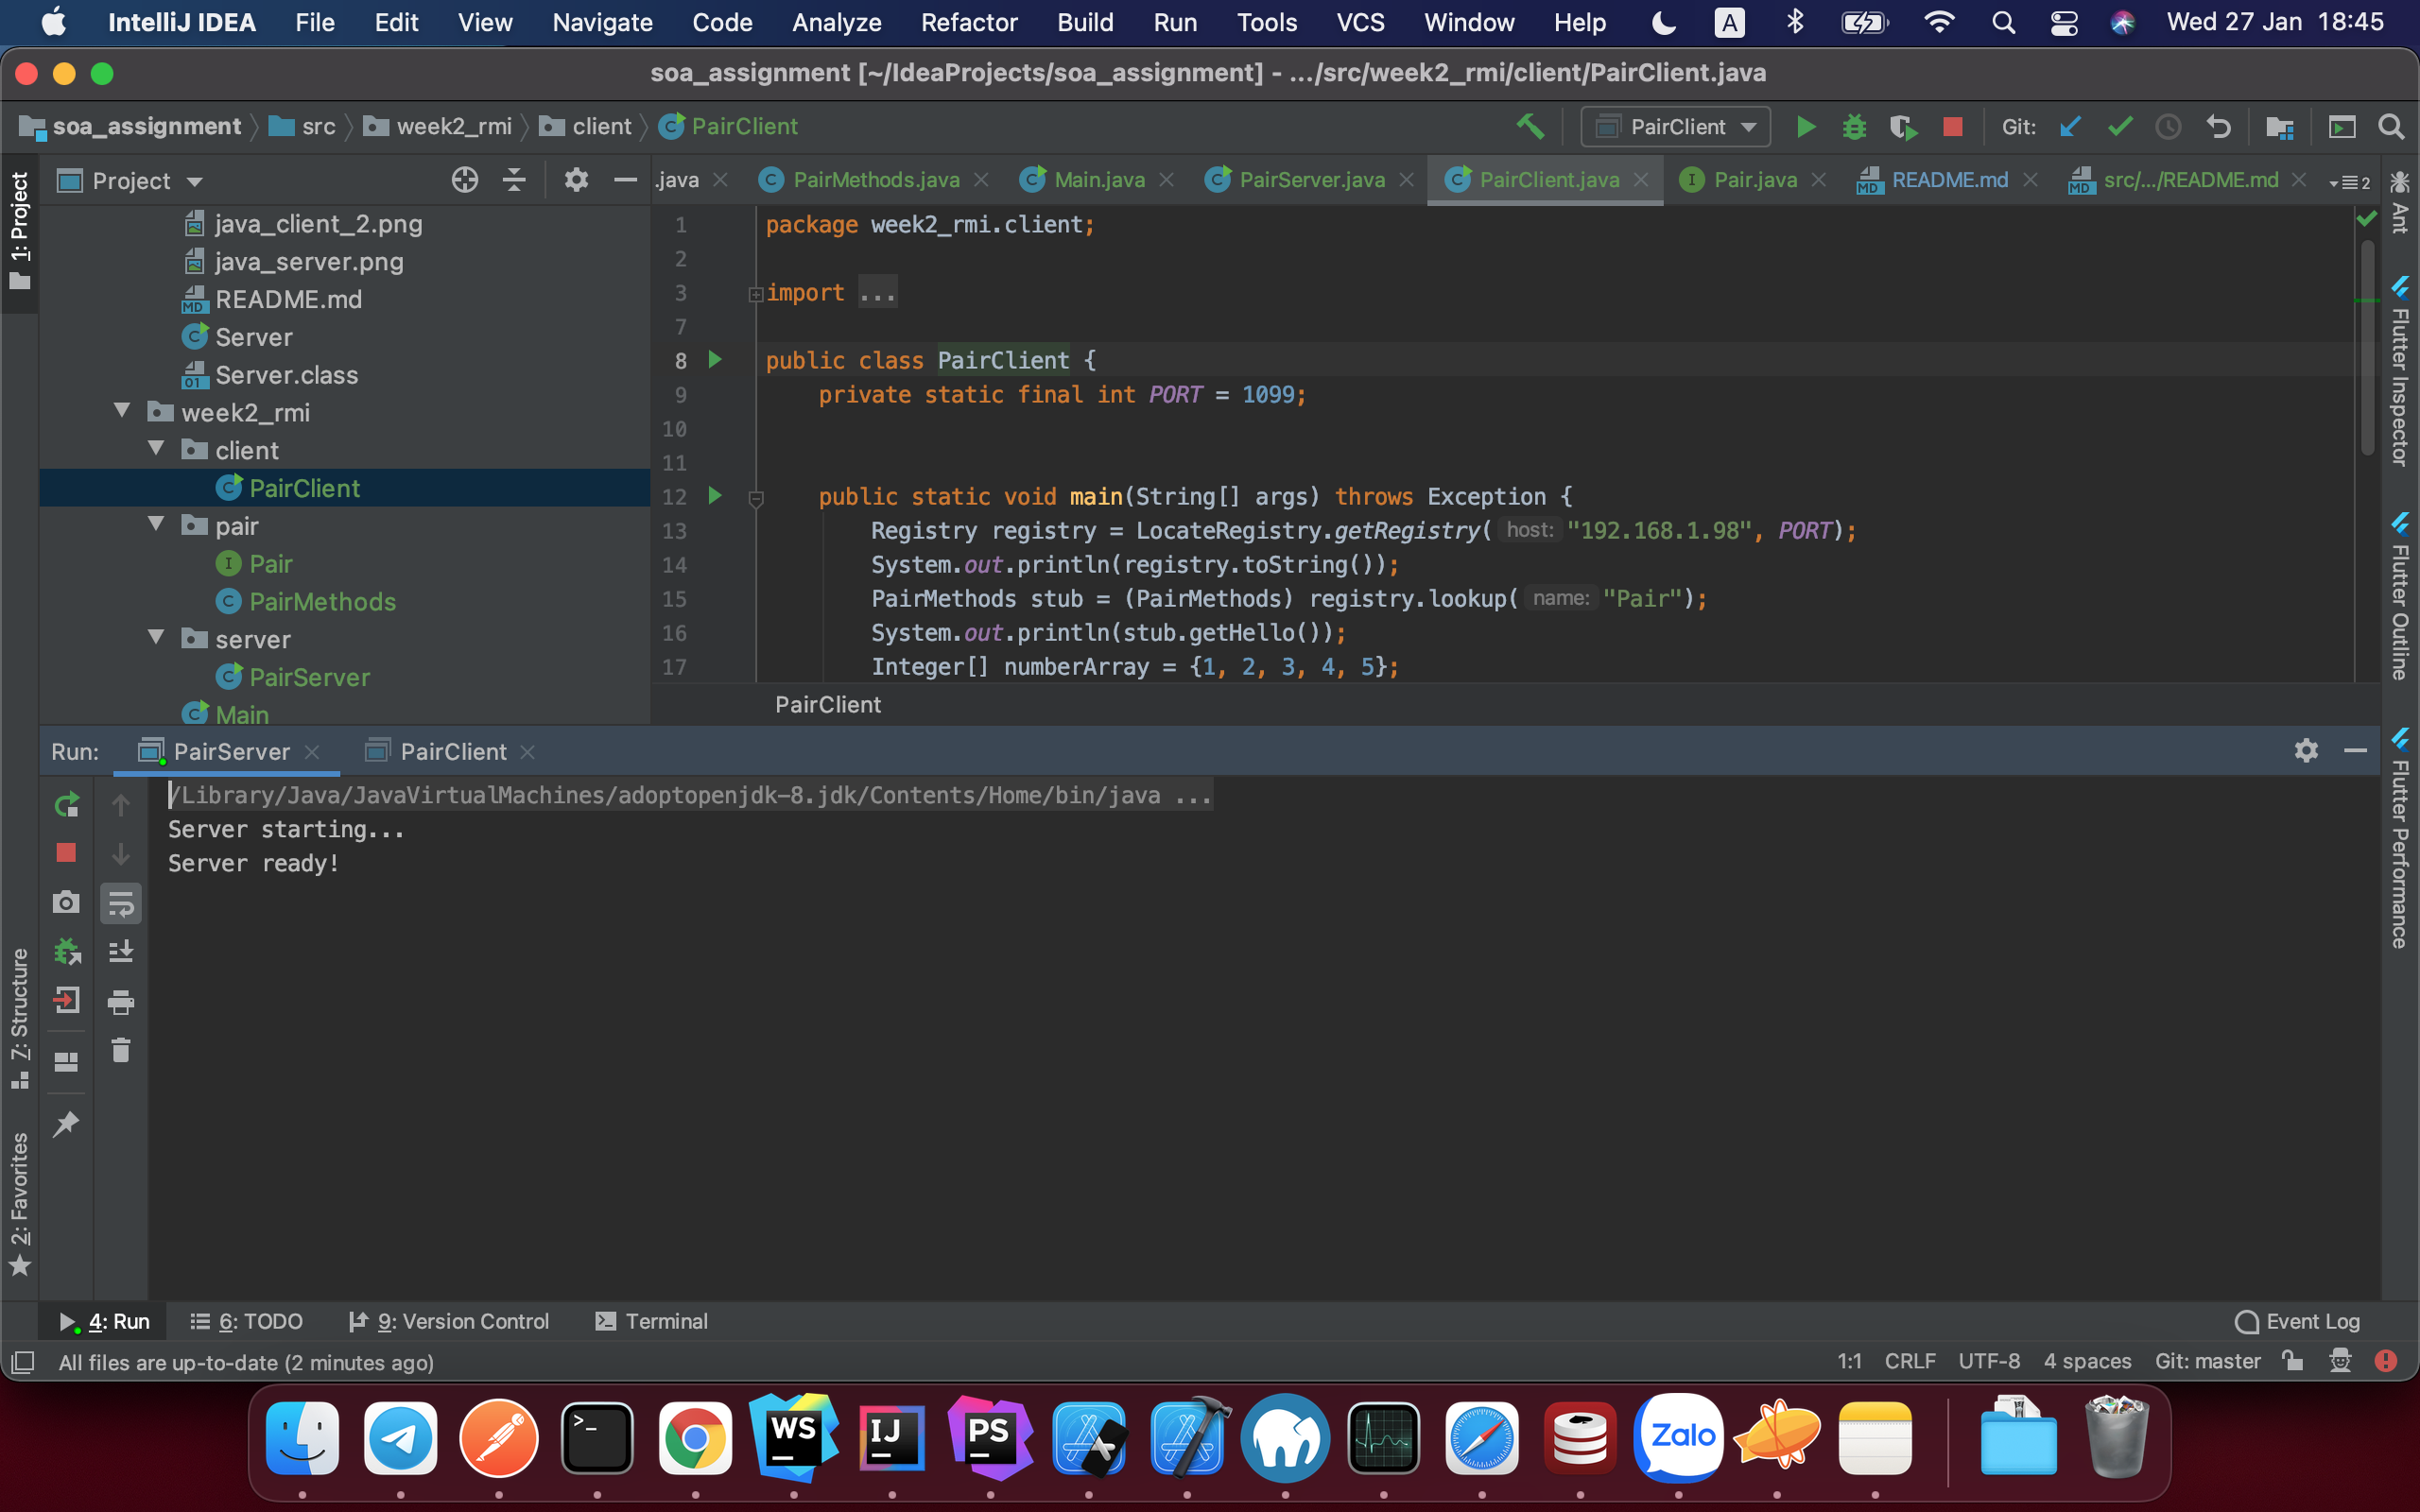 IntelliJ IDEA File Edit View Navigate Code Analyze Refactor Build Run Tools VCS Window Help A Wed 27 Jan 18:45
soa_assignment [~/IdeaProjects/soa_assignment] - .../src/week2_rmi/client/PairClient.java
soa_assignment src week2_rmi client PairClient PairClient Git:
Project .java PairMethods.java Main.java PairServer.java PairClient.java Pair.java README.md src/.../README.md 2
1: Project
java_client_2.png
java_server.png
README.md
Server
Server.class
week2_rmi
client
PairClient
pair
Pair
PairMethods
server
PairServer
Main
1 package week2_rmi.client;
2
3 import ...
7
8 public class PairClient {
9 private static final int PORT = 1099;
10
11
12 public static void main(String[] args) throws Exception {
13 Registry registry = LocateRegistry.getRegistry( host: "192.168.1.98", PORT);
14 System.out.println(registry.toString());
15 PairMethods stub = (PairMethods) registry.lookup( name: "Pair");
16 System.out.println(stub.getHello());
17 Integer[] numberArray = {1, 2, 3, 4, 5};
PairClient
Ant
Flutter Inspector
Flutter Outline
Flutter Performance
Run: PairServer PairClient
/Library/Java/JavaVirtualMachines/adoptopenjdk-8.jdk/Contents/Home/bin/java ...
Server starting...
Server ready!
7: Structure
2: Favorites
4: Run 6: TODO 9: Version Control Terminal Event Log
All files are up-to-date (2 minutes ago) 1:1 CRLF UTF-8 4 spaces Git: master
WS IJ PS Zalo